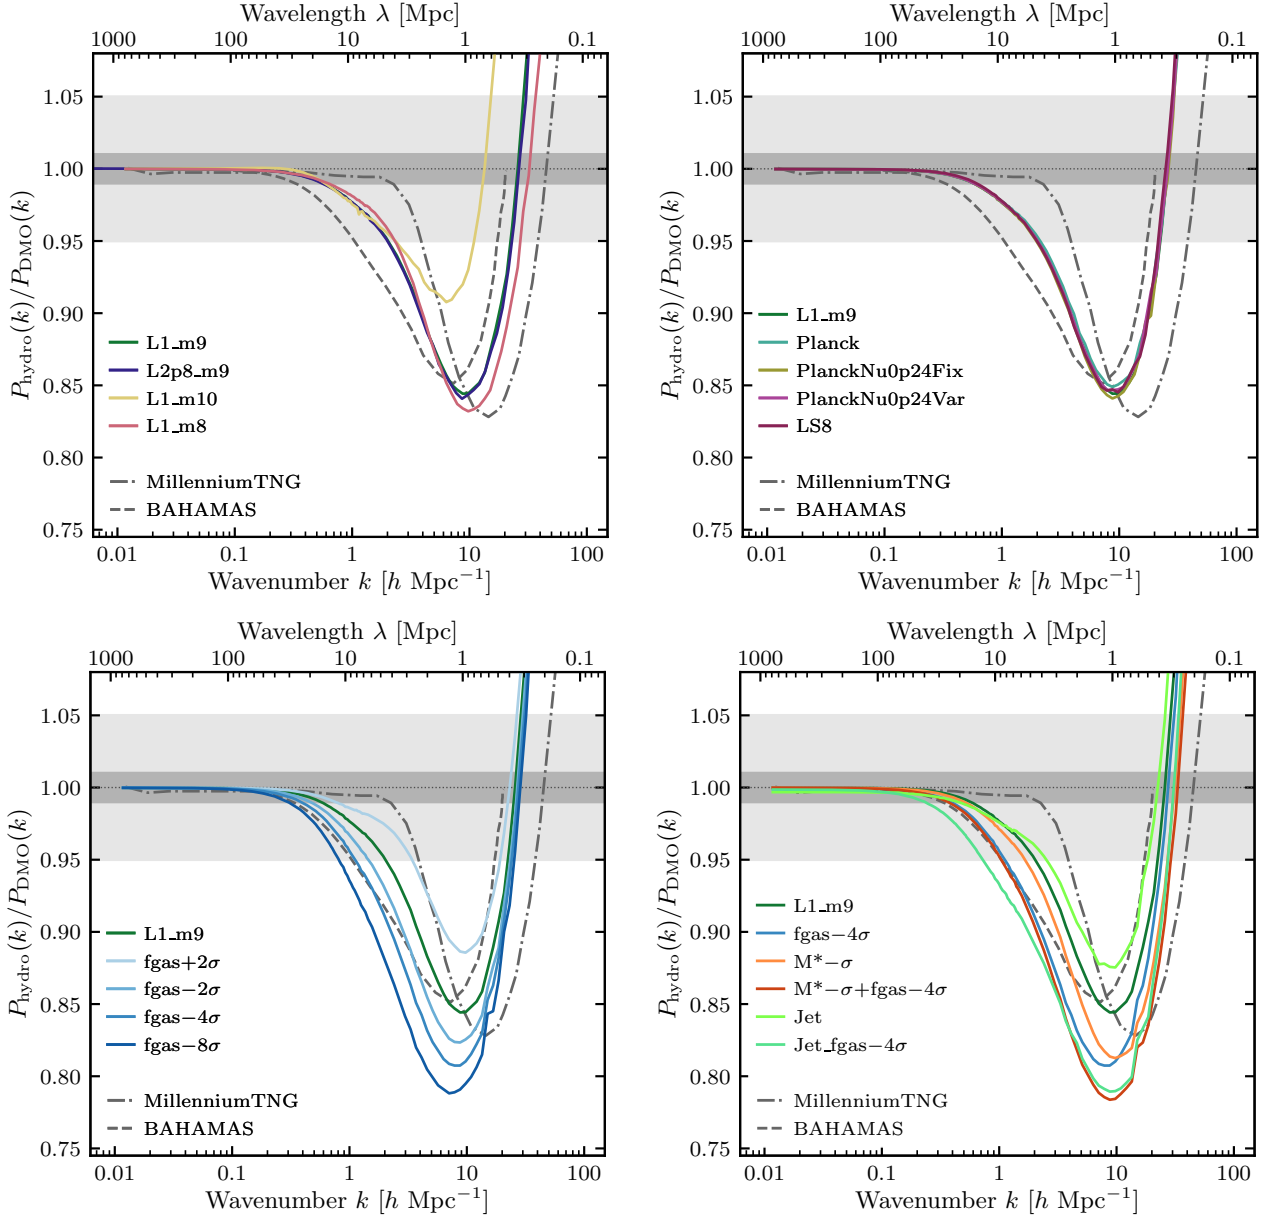 Wavelength λ [Mpc]
1000 100 10 1 0.1
P_hydro(k)/P_DMO(k)
1.05
1.00
0.95
0.90
0.85
0.80
0.75
L1_m9
L2p8_m9
L1_m10
L1_m8
MillenniumTNG
BAHAMAS
0.01 0.1 1 10 100
Wavenumber k [h Mpc⁻¹]
Wavelength λ [Mpc]
1000 100 10 1 0.1
P_hydro(k)/P_DMO(k)
1.05
1.00
0.95
0.90
0.85
0.80
0.75
L1_m9
Planck
PlanckNu0p24Fix
PlanckNu0p24Var
LS8
MillenniumTNG
BAHAMAS
0.01 0.1 1 10 100
Wavenumber k [h Mpc⁻¹]
Wavelength λ [Mpc]
1000 100 10 1 0.1
P_hydro(k)/P_DMO(k)
1.05
1.00
0.95
0.90
0.85
0.80
0.75
L1_m9
fgas+2σ
fgas−2σ
fgas−4σ
fgas−8σ
MillenniumTNG
BAHAMAS
0.01 0.1 1 10 100
Wavenumber k [h Mpc⁻¹]
Wavelength λ [Mpc]
1000 100 10 1 0.1
P_hydro(k)/P_DMO(k)
1.05
1.00
0.95
0.90
0.85
0.80
0.75
L1_m9
fgas−4σ
M*−σ
M*−σ+fgas−4σ
Jet
Jet_fgas−4σ
MillenniumTNG
BAHAMAS
0.01 0.1 1 10 100
Wavenumber k [h Mpc⁻¹]